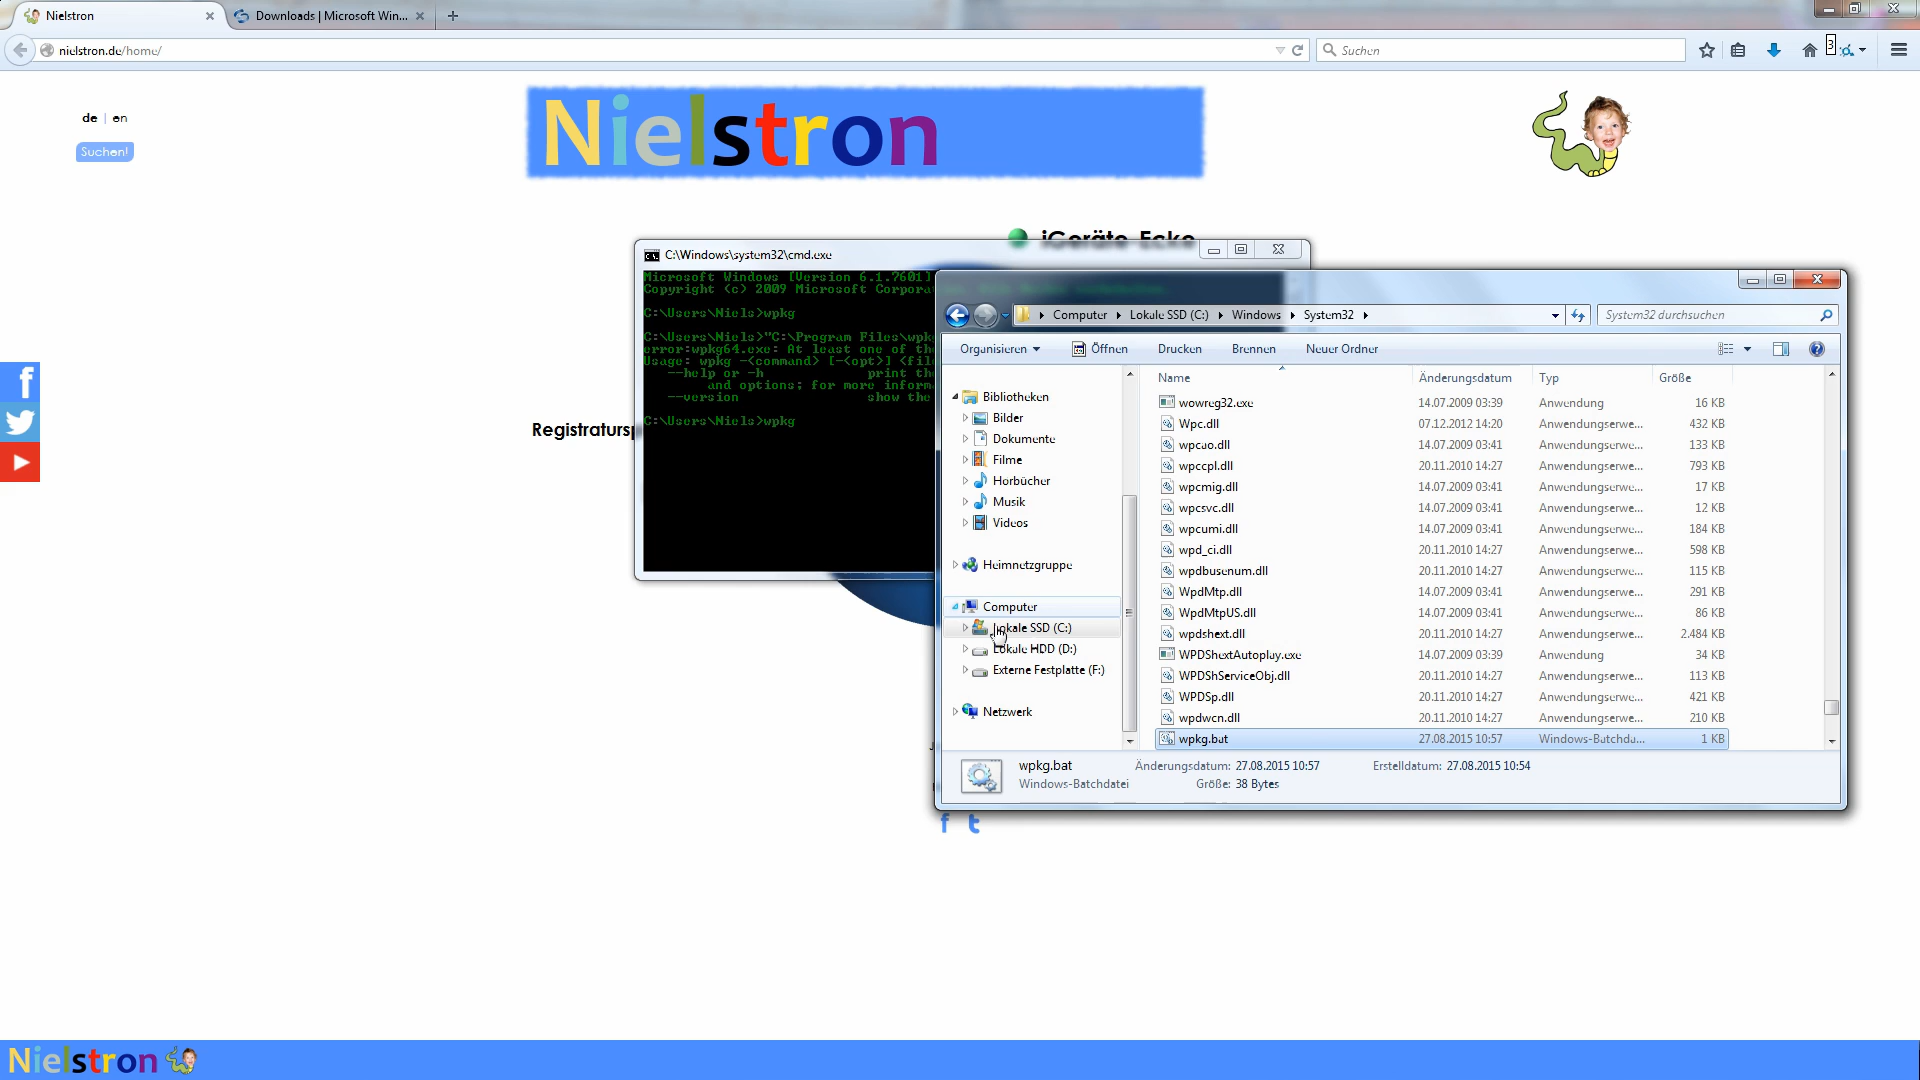 Nielstron
Downloads | Microsoft Win...
nielstron.de/home/
Suchen
3
de | en
Suchen!
Nielstron
iGeräte Ecke
C:\Windows\system32\cmd.exe
Microsoft Windows [Version 6.1.7601]
Copyright (c) 2009 Microsoft
C:\Users\Niels>wpkg
C:\Users\Niels>"C:\Program Files\wpkg
error:wpkg64.exe: At least one of the
Usage: wpkg -<command> [-<opt>]
--help or -h print the
and options; for more
--version show the
C:\Users\Niels>wpkg
Computer Lokale SSD (C:) Windows System32
System32 durchsuchen
Organisieren Öffnen Drucken Brennen Neuer Ordner
Bibliotheken
Bilder
Dokumente
Filme
Hörbücher
Musik
Videos
Heimnetzgruppe
Computer
Lokale SSD (C:)
Lokale HDD (D:)
Externe Festplatte (F:)
Netzwerk
Name Änderungsdatum Typ Größe
wowreg32.exe 14.07.2009 03:39 Anwendung 16 KB
Wpc.dll 07.12.2012 14:20 Anwendungserwe... 432 KB
wpcao.dll 14.07.2009 03:41 Anwendungserwe... 133 KB
wpccpl.dll 20.11.2010 14:27 Anwendungserwe... 793 KB
wpcmig.dll 14.07.2009 03:41 Anwendungserwe... 17 KB
wpcsvc.dll 14.07.2009 03:41 Anwendungserwe... 12 KB
wpcumi.dll 14.07.2009 03:41 Anwendungserwe... 184 KB
wpd_ci.dll 20.11.2010 14:27 Anwendungserwe... 598 KB
wpdbusenum.dll 20.11.2010 14:27 Anwendungserwe... 115 KB
WpdMtp.dll 14.07.2009 03:41 Anwendungserwe... 291 KB
WpdMtpUS.dll 14.07.2009 03:41 Anwendungserwe... 86 KB
wpdshext.dll 20.11.2010 14:27 Anwendungserwe... 2.484 KB
WPDShextAutoplay.exe 14.07.2009 03:39 Anwendung 34 KB
WPDShServiceObj.dll 20.11.2010 14:27 Anwendungserwe... 113 KB
WPDSp.dll 20.11.2010 14:27 Anwendungserwe... 421 KB
wpdwcn.dll 20.11.2010 14:27 Anwendungserwe... 210 KB
wpkg.bat 27.08.2015 10:57 Windows-Batchda... 1 KB
wpkg.bat Änderungsdatum: 27.08.2015 10:57 Erstelldatum: 27.08.2015 10:54
Windows-Batchdatei Größe: 38 Bytes
Nielstron